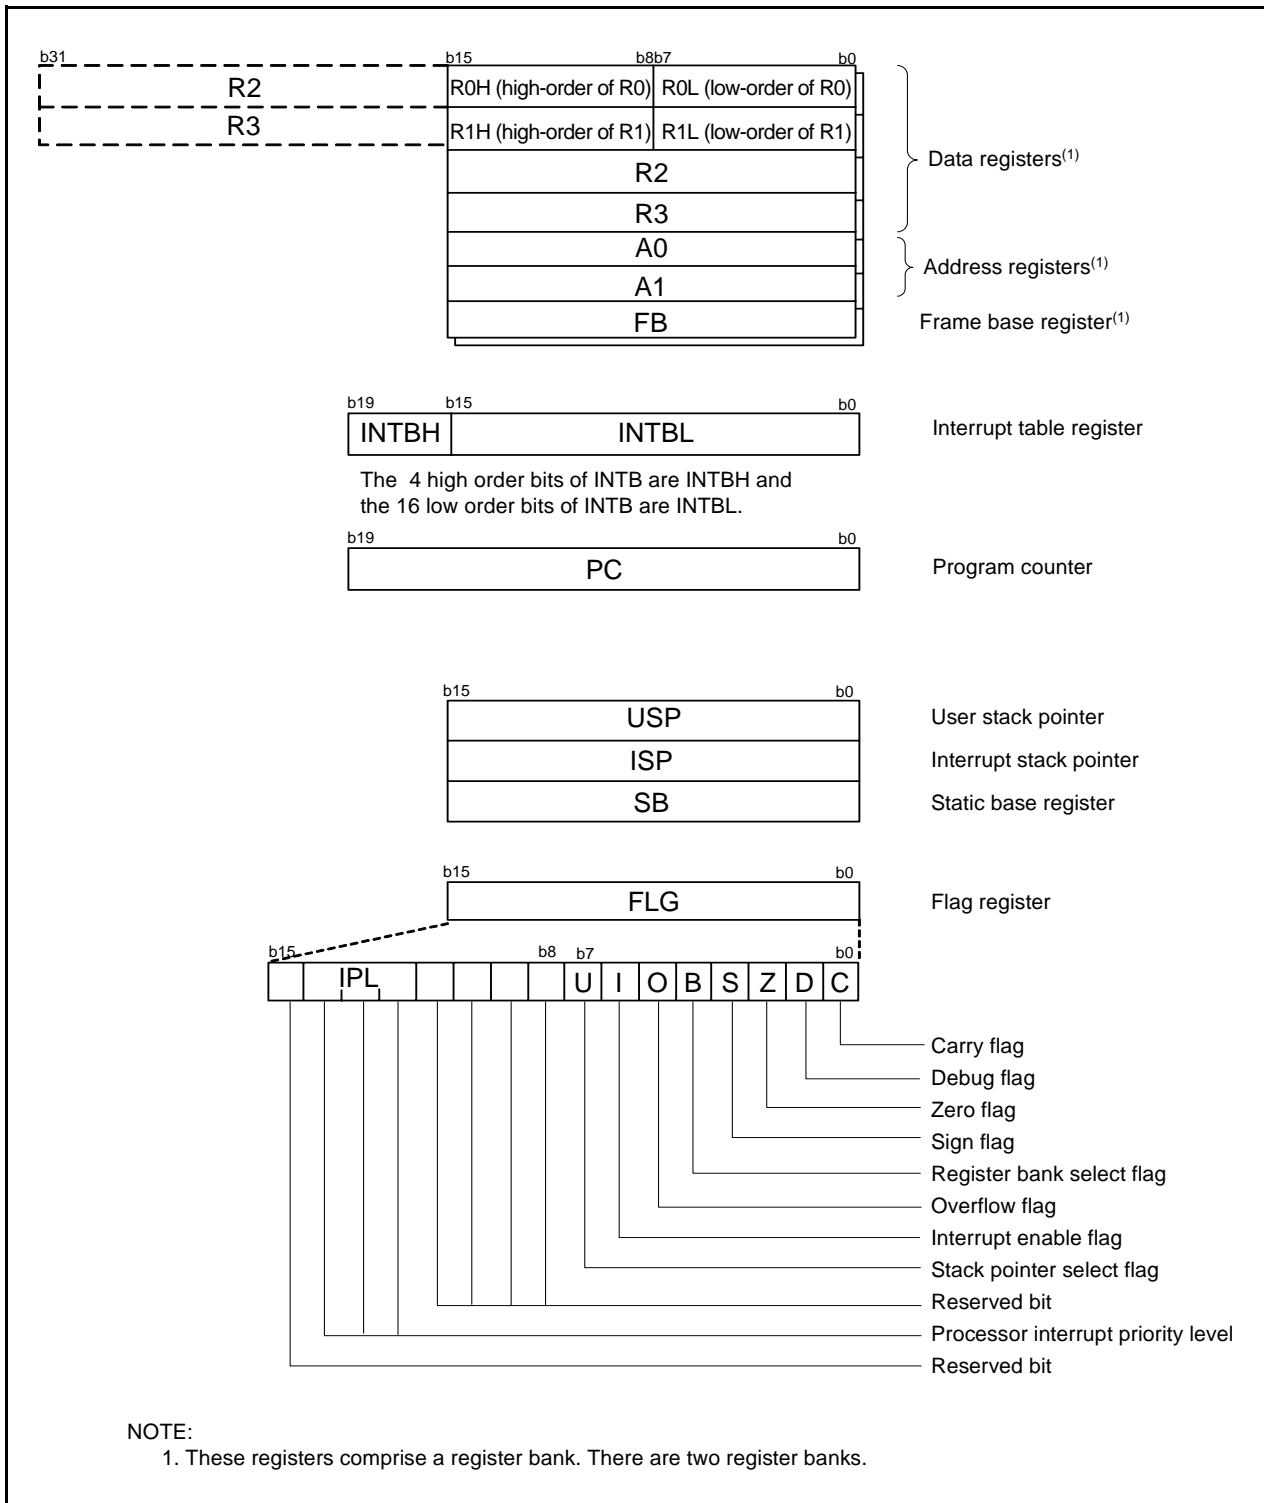 b31 b15 b8b7 b0
R2 R0H (high-order of R0) R0L (low-order of R0)
R3 R1H (high-order of R1) R1L (low-order of R1)
Data registers(1)
R2
R3
A0
Address registers(1)
A1
FB Frame base register(1)
b19 b15 b0
INTBH INTBL Interrupt table register
The 4 high order bits of INTB are INTBH and
the 16 low order bits of INTB are INTBL.
b19 b0
PC Program counter
b15 b0
USP User stack pointer
ISP Interrupt stack pointer
SB Static base register
b15 b0
FLG Flag register
b15 b8 b7 b0
IPL U I O B S Z D C
Carry flag
Debug flag
Zero flag
Sign flag
Register bank select flag
Overflow flag
Interrupt enable flag
Stack pointer select flag
Reserved bit
Processor interrupt priority level
Reserved bit
NOTE:
1. These registers comprise a register bank. There are two register banks.